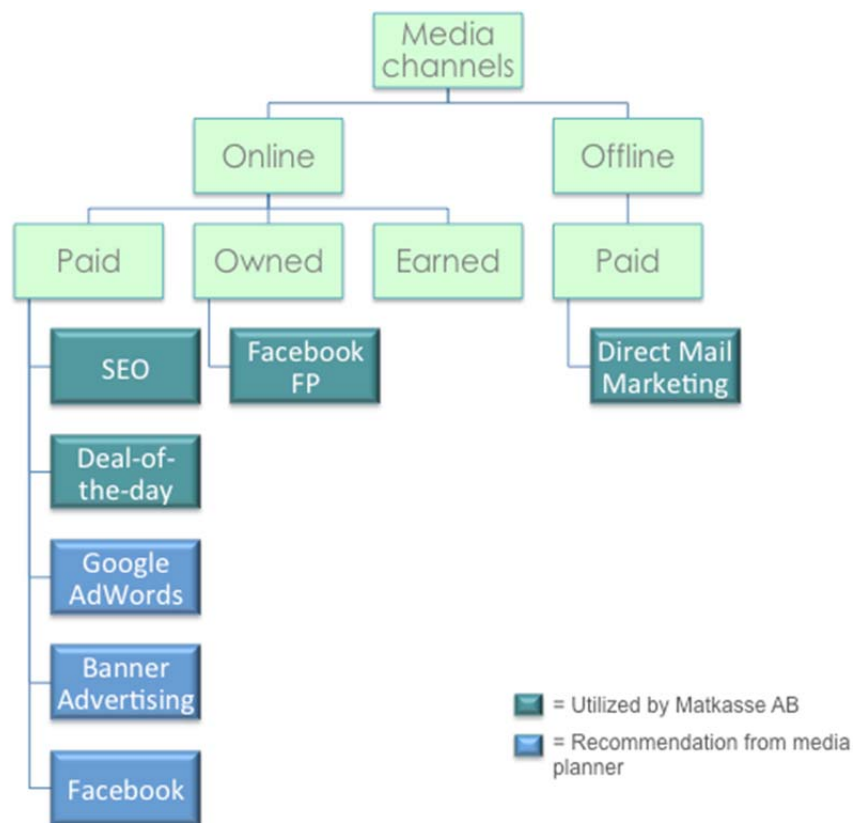 Media
channels
Online
Offline
Paid
Owned
Earned
Paid
SEO
Facebook
FP
Direct Mail
Marketing
Deal-of-
the-day
Google
AdWords
Banner
Advertising
Facebook
= Utilized by Matkasse AB
= Recommendation from media
planner